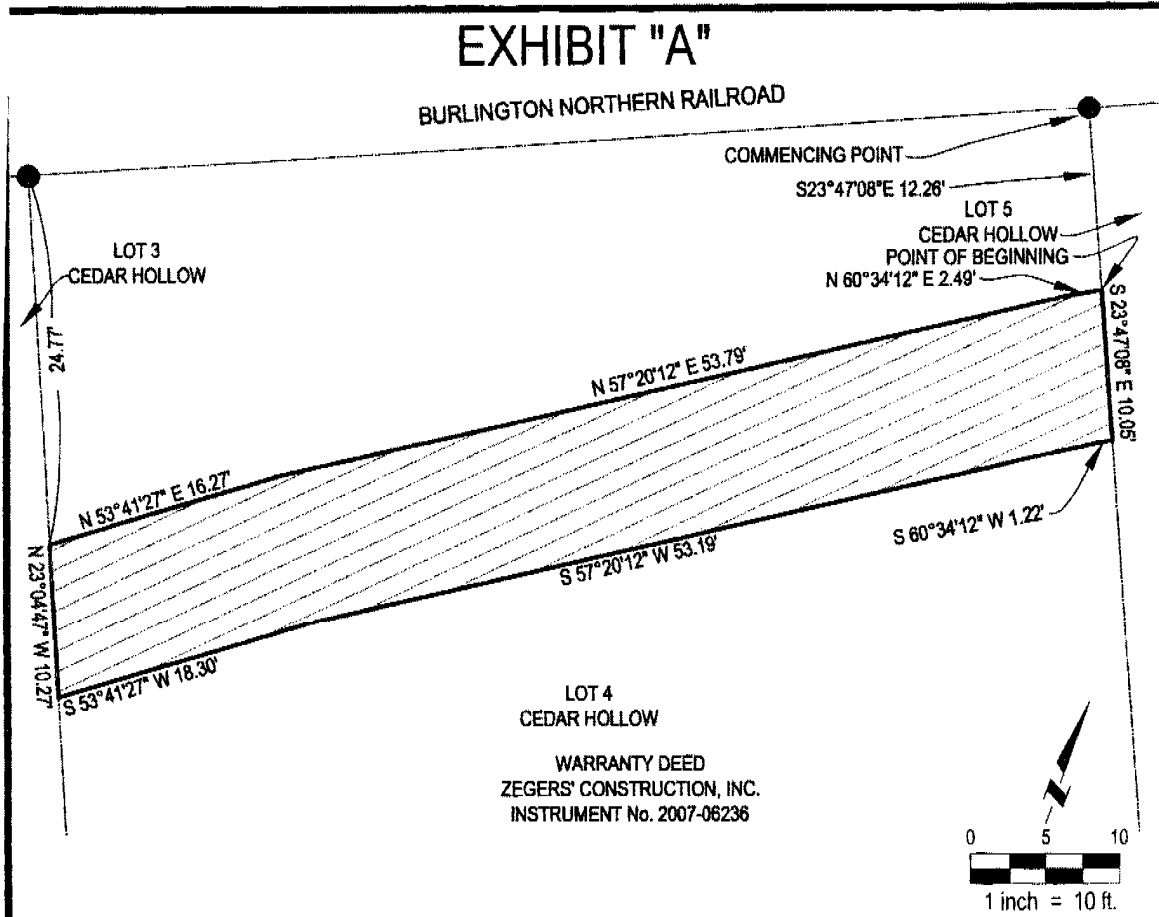 EXHIBIT "A"
BURLINGTON NORTHERN RAILROAD
COMMENCING POINT
S23°47'08"E 12.26'
LOT 5
CEDAR HOLLOW
POINT OF BEGINNING
N 60°34'12" E 2.49'
LOT 3
CEDAR HOLLOW
24.77'
S 23°47'08" E 10.05'
N 57°20'12" E 53.79'
N 53°41'27" E 16.27'
S 60°34'12" W 1.22'
S 57°20'12" W 53.19'
N 23°04'47" W 10.27'
S 53°41'27" W 18.30'
LOT 4
CEDAR HOLLOW
WARRANTY DEED
ZEGERS' CONSTRUCTION, INC.
INSTRUMENT No. 2007-06236
N
0 5 10
1 inch = 10 ft.